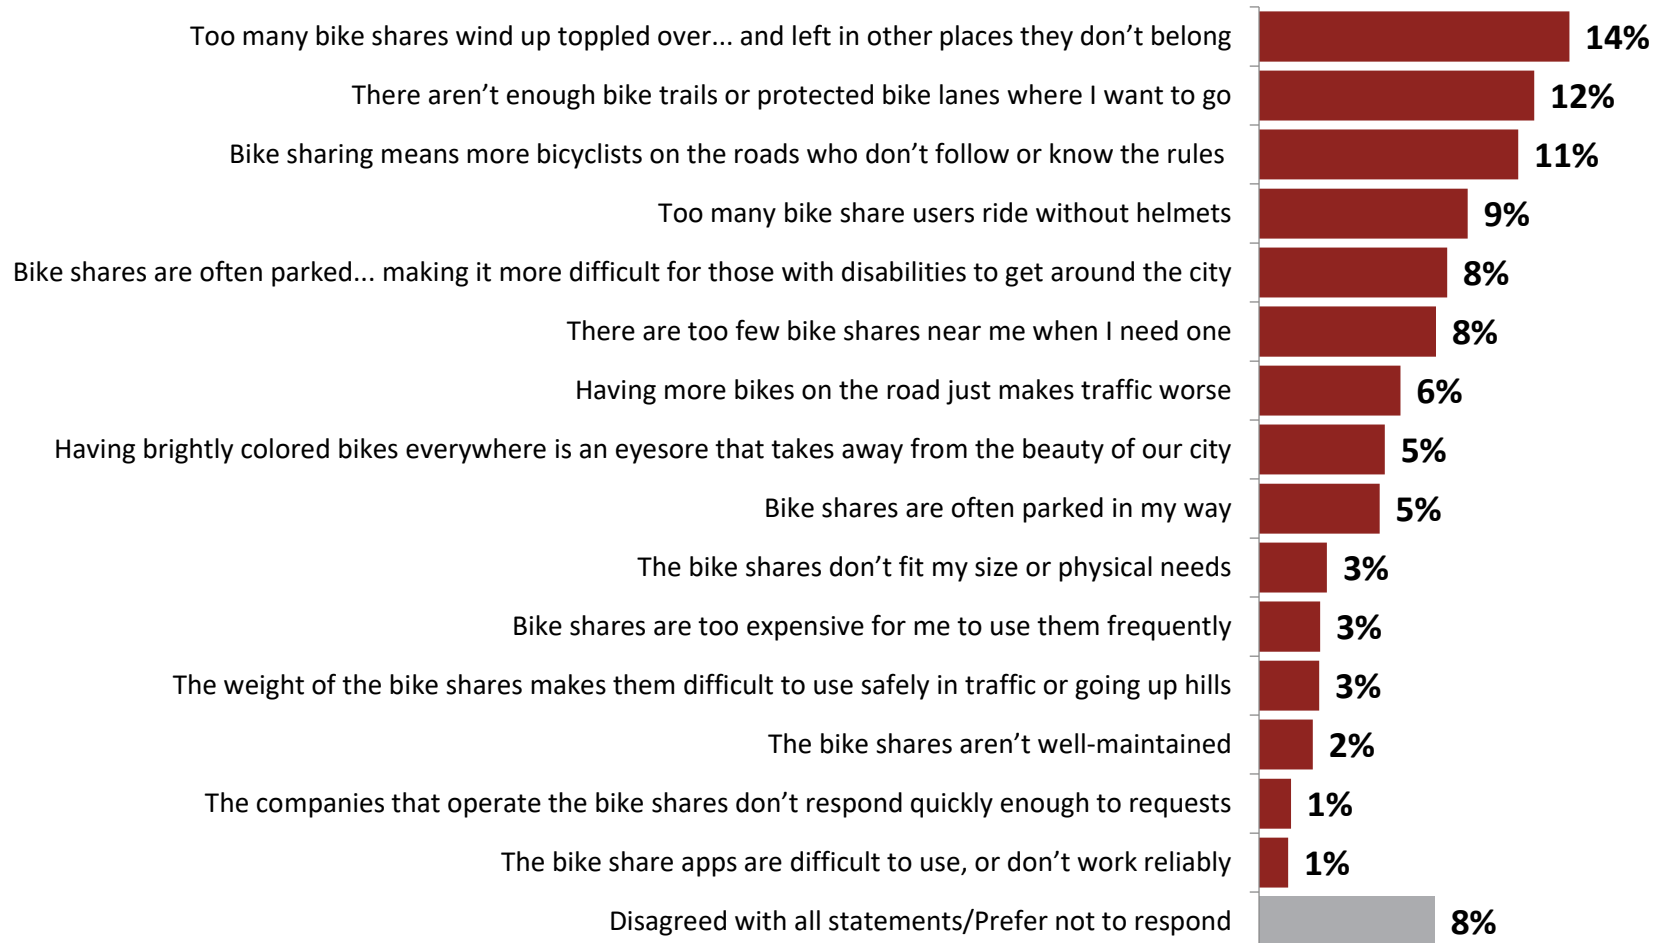 Too many bike shares wind up toppled over... and left in other places they don’t belong 14%
There aren’t enough bike trails or protected bike lanes where I want to go 12%
Bike sharing means more bicyclists on the roads who don’t follow or know the rules 11%
Too many bike share users ride without helmets 9%
Bike shares are often parked... making it more difficult for those with disabilities to get around the city 8%
There are too few bike shares near me when I need one 8%
Having more bikes on the road just makes traffic worse 6%
Having brightly colored bikes everywhere is an eyesore that takes away from the beauty of our city 5%
Bike shares are often parked in my way 5%
The bike shares don’t fit my size or physical needs 3%
Bike shares are too expensive for me to use them frequently 3%
The weight of the bike shares makes them difficult to use safely in traffic or going up hills 3%
The bike shares aren’t well-maintained 2%
The companies that operate the bike shares don’t respond quickly enough to requests 1%
The bike share apps are difficult to use, or don’t work reliably 1%
Disagreed with all statements/Prefer not to respond 8%